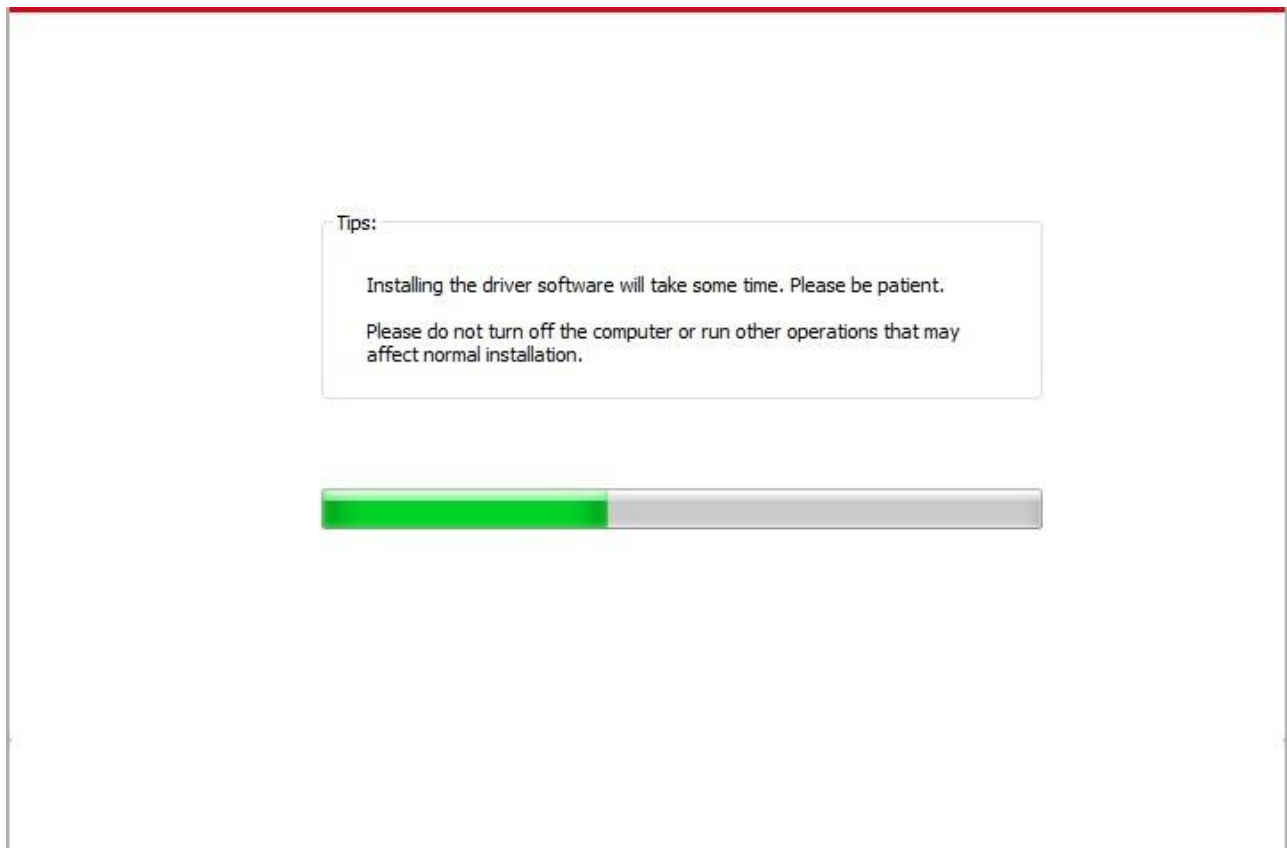 Tips:
Installing the driver software will take some time. Please be patient.
Please do not turn off the computer or run other operations that may
affect normal installation.